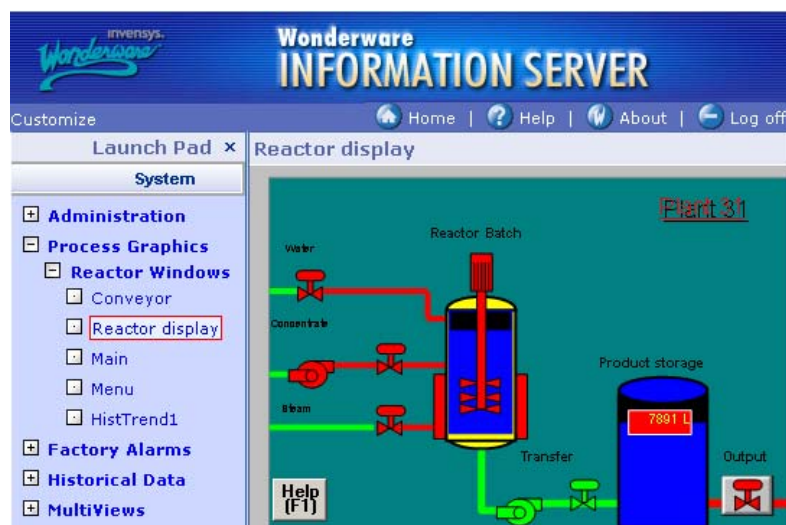 invensys.
Wonderware
Wonderware
INFORMATION SERVER
Customize
Home | Help | About | Log off
Launch Pad ×
System
Administration
Process Graphics
Reactor Windows
Conveyor
Reactor display
Main
Menu
HistTrend1
Factory Alarms
Historical Data
MultiViews
Reactor display
Plant 31
Reactor Batch
Water
Concentrate
Steam
Product storage
7891 L
Transfer
Output
Help
(F1)